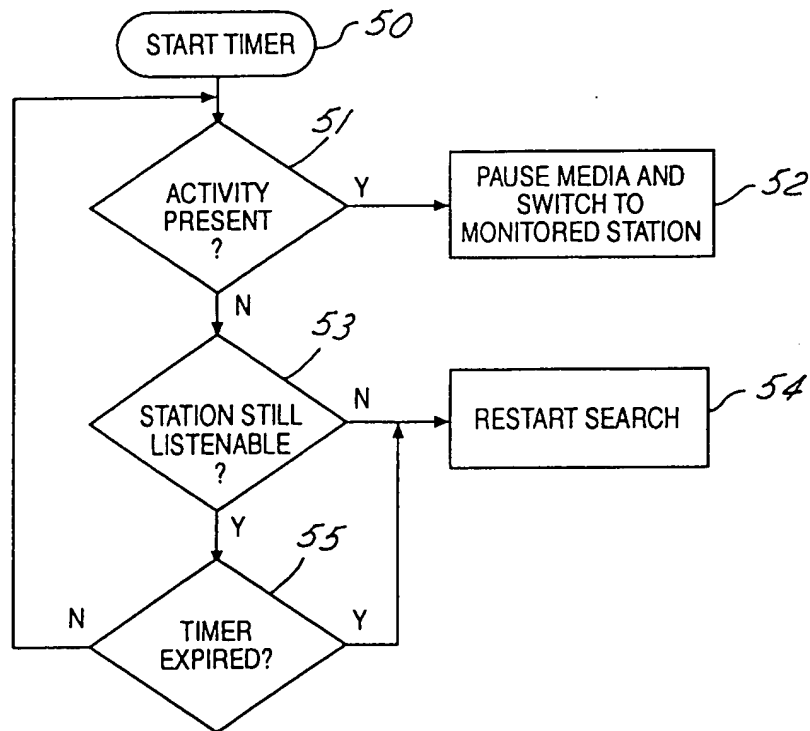 START TIMER
50
51
ACTIVITY
PRESENT
?
Y
PAUSE MEDIA AND
SWITCH TO
MONITORED STATION
52
N
53
STATION STILL
LISTENABLE
?
N
RESTART SEARCH
54
Y
55
N
TIMER
EXPIRED?
Y